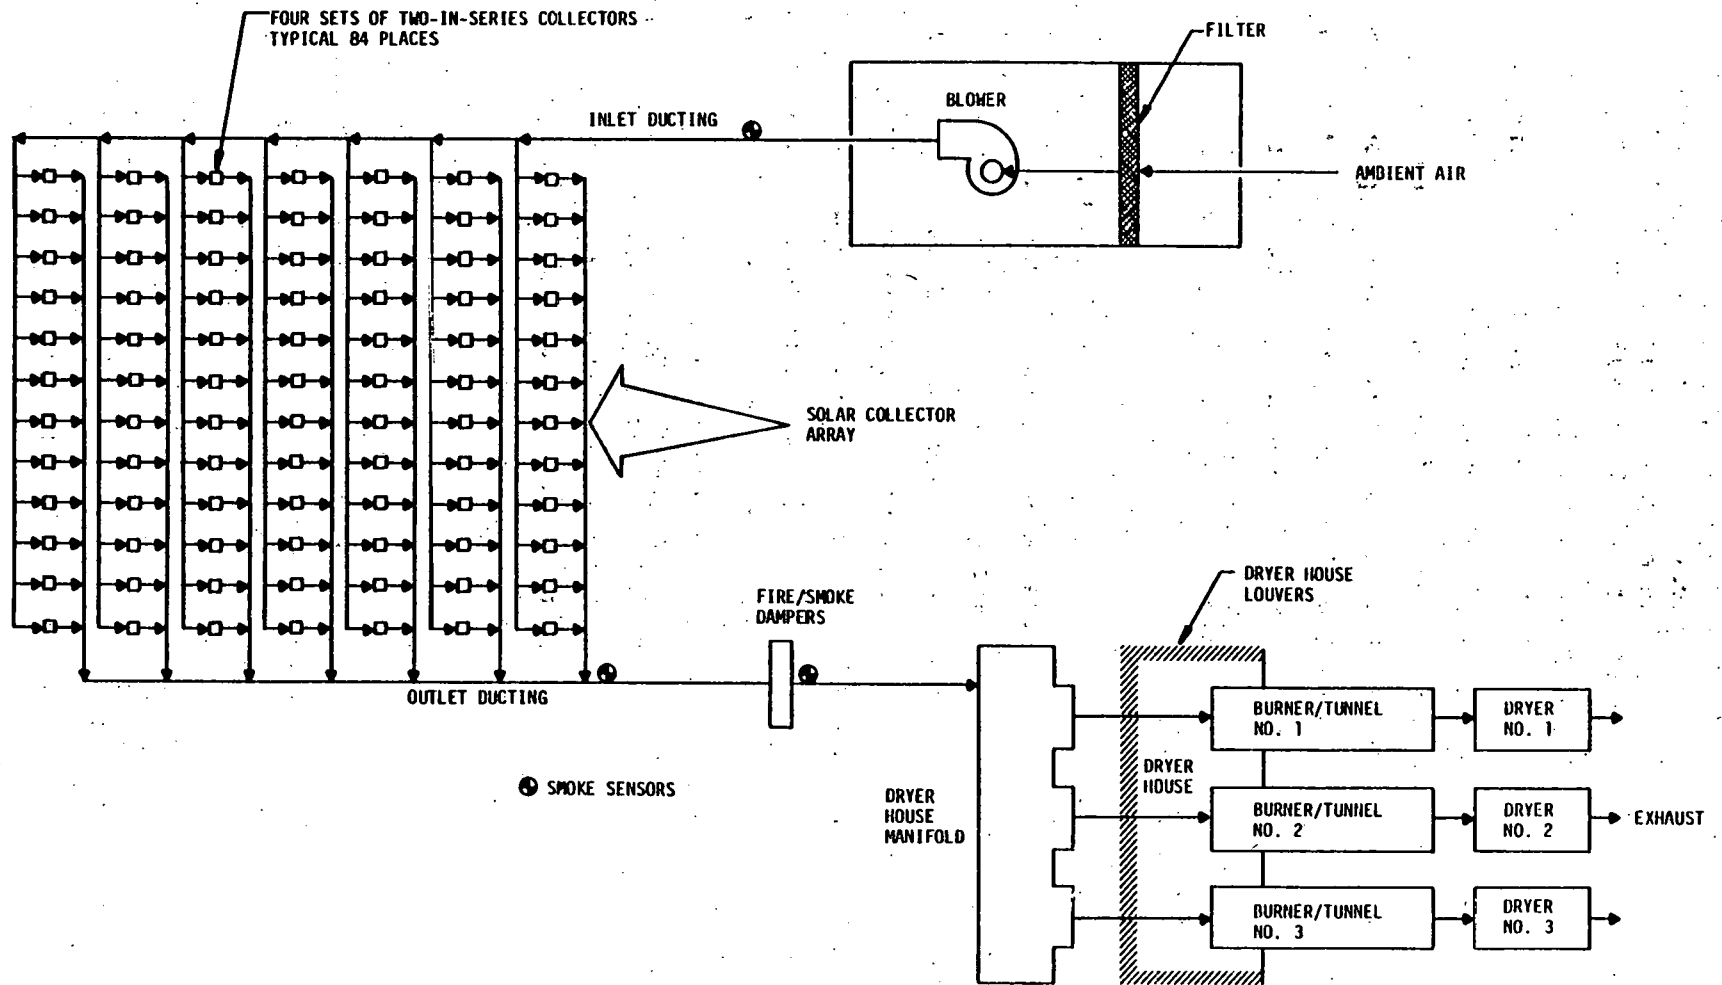 FOUR SETS OF TWO-IN-SERIES COLLECTORS
TYPICAL 84 PLACES
FILTER
BLOWER
INLET DUCTING
AMBIENT AIR
SOLAR COLLECTOR
ARRAY
DRYER HOUSE
LOUVERS
FIRE/SMOKE
DAMPERS
OUTLET DUCTING
SMOKE SENSORS
DRYER
HOUSE
MANIFOLD
DRYER
HOUSE
BURNER/TUNNEL
NO. 1
DRYER
NO. 1
BURNER/TUNNEL
NO. 2
DRYER
NO. 2
EXHAUST
BURNER/TUNNEL
NO. 3
DRYER
NO. 3